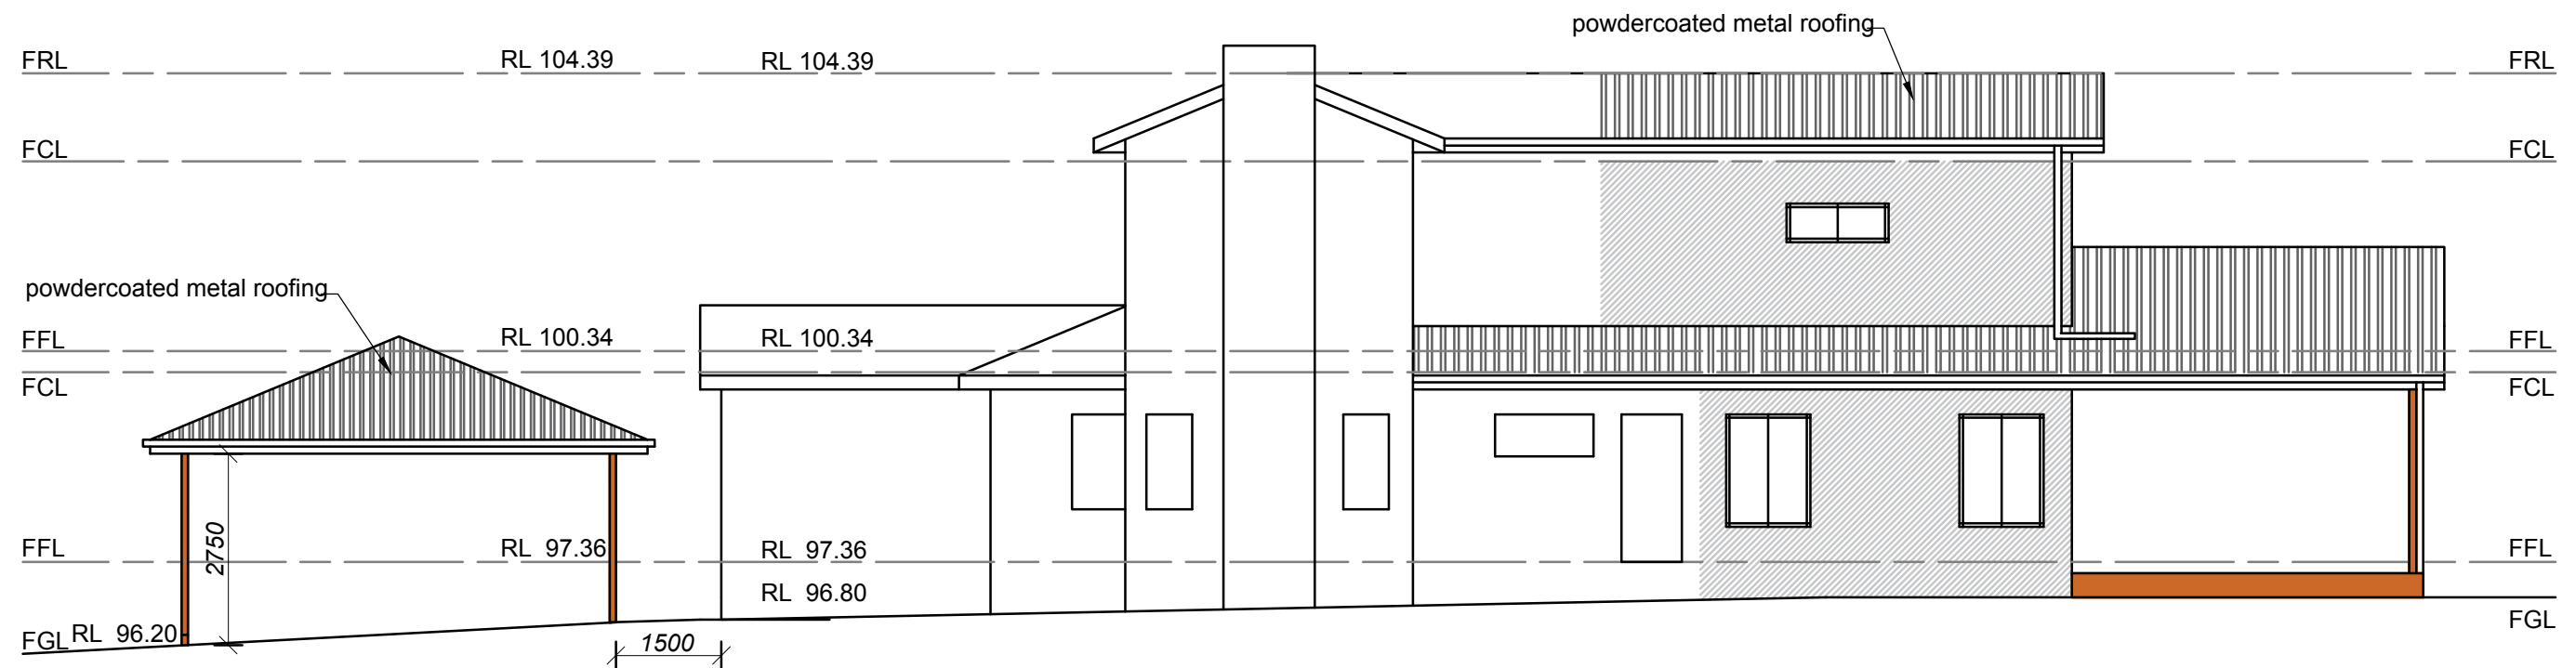 powdercoated metal roofing
FRL RL 104.39 RL 104.39 FRL
FCL FCL
powdercoated metal roofing
FFL RL 100.34 RL 100.34 FFL
FCL FCL
2750
FFL RL 97.36 RL 97.36 FFL
RL 96.80
FGL RL 96.20 FGL
1500